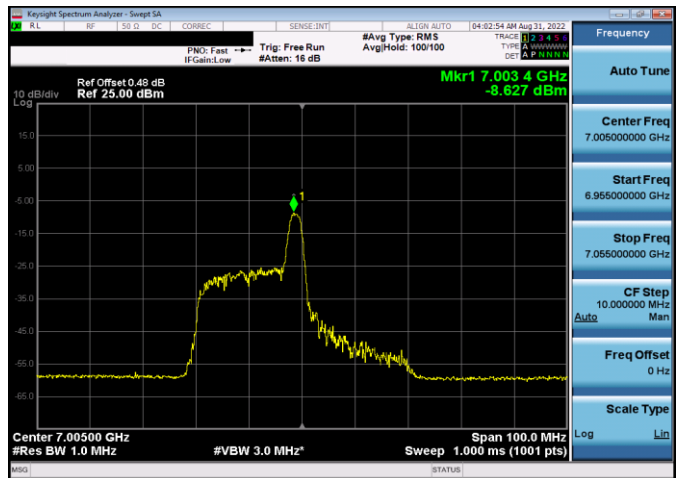 Keysight Spectrum Analyzer - Swept SA
RL RF 50 Ω DC CORREC SENSE:INT ALIGN AUTO 04:02:54 AM Aug 31, 2022
PNO: Fast Trig: Free Run #Avg Type: RMS TRACE 1 2 3 4 5 6
IFGain:Low #Atten: 16 dB Avg|Hold: 100/100 TYPE A WWWWW
DET A P N N N N
Ref Offset 0.48 dB Mkr1 7.003 4 GHz
10 dB/div Ref 25.00 dBm -8.627 dBm
Log
15.0
5.00
-5.00
-15.0
-25.0
-35.0
-45.0
-55.0
-65.0
1
Center 7.00500 GHz Span 100.0 MHz
#Res BW 1.0 MHz #VBW 3.0 MHz* Sweep 1.000 ms (1001 pts)
MSG STATUS
Frequency
Auto Tune
Center Freq
7.005000000 GHz
Start Freq
6.955000000 GHz
Stop Freq
7.055000000 GHz
CF Step
10.000000 MHz
Auto Man
Freq Offset
0 Hz
Scale Type
Log Lin